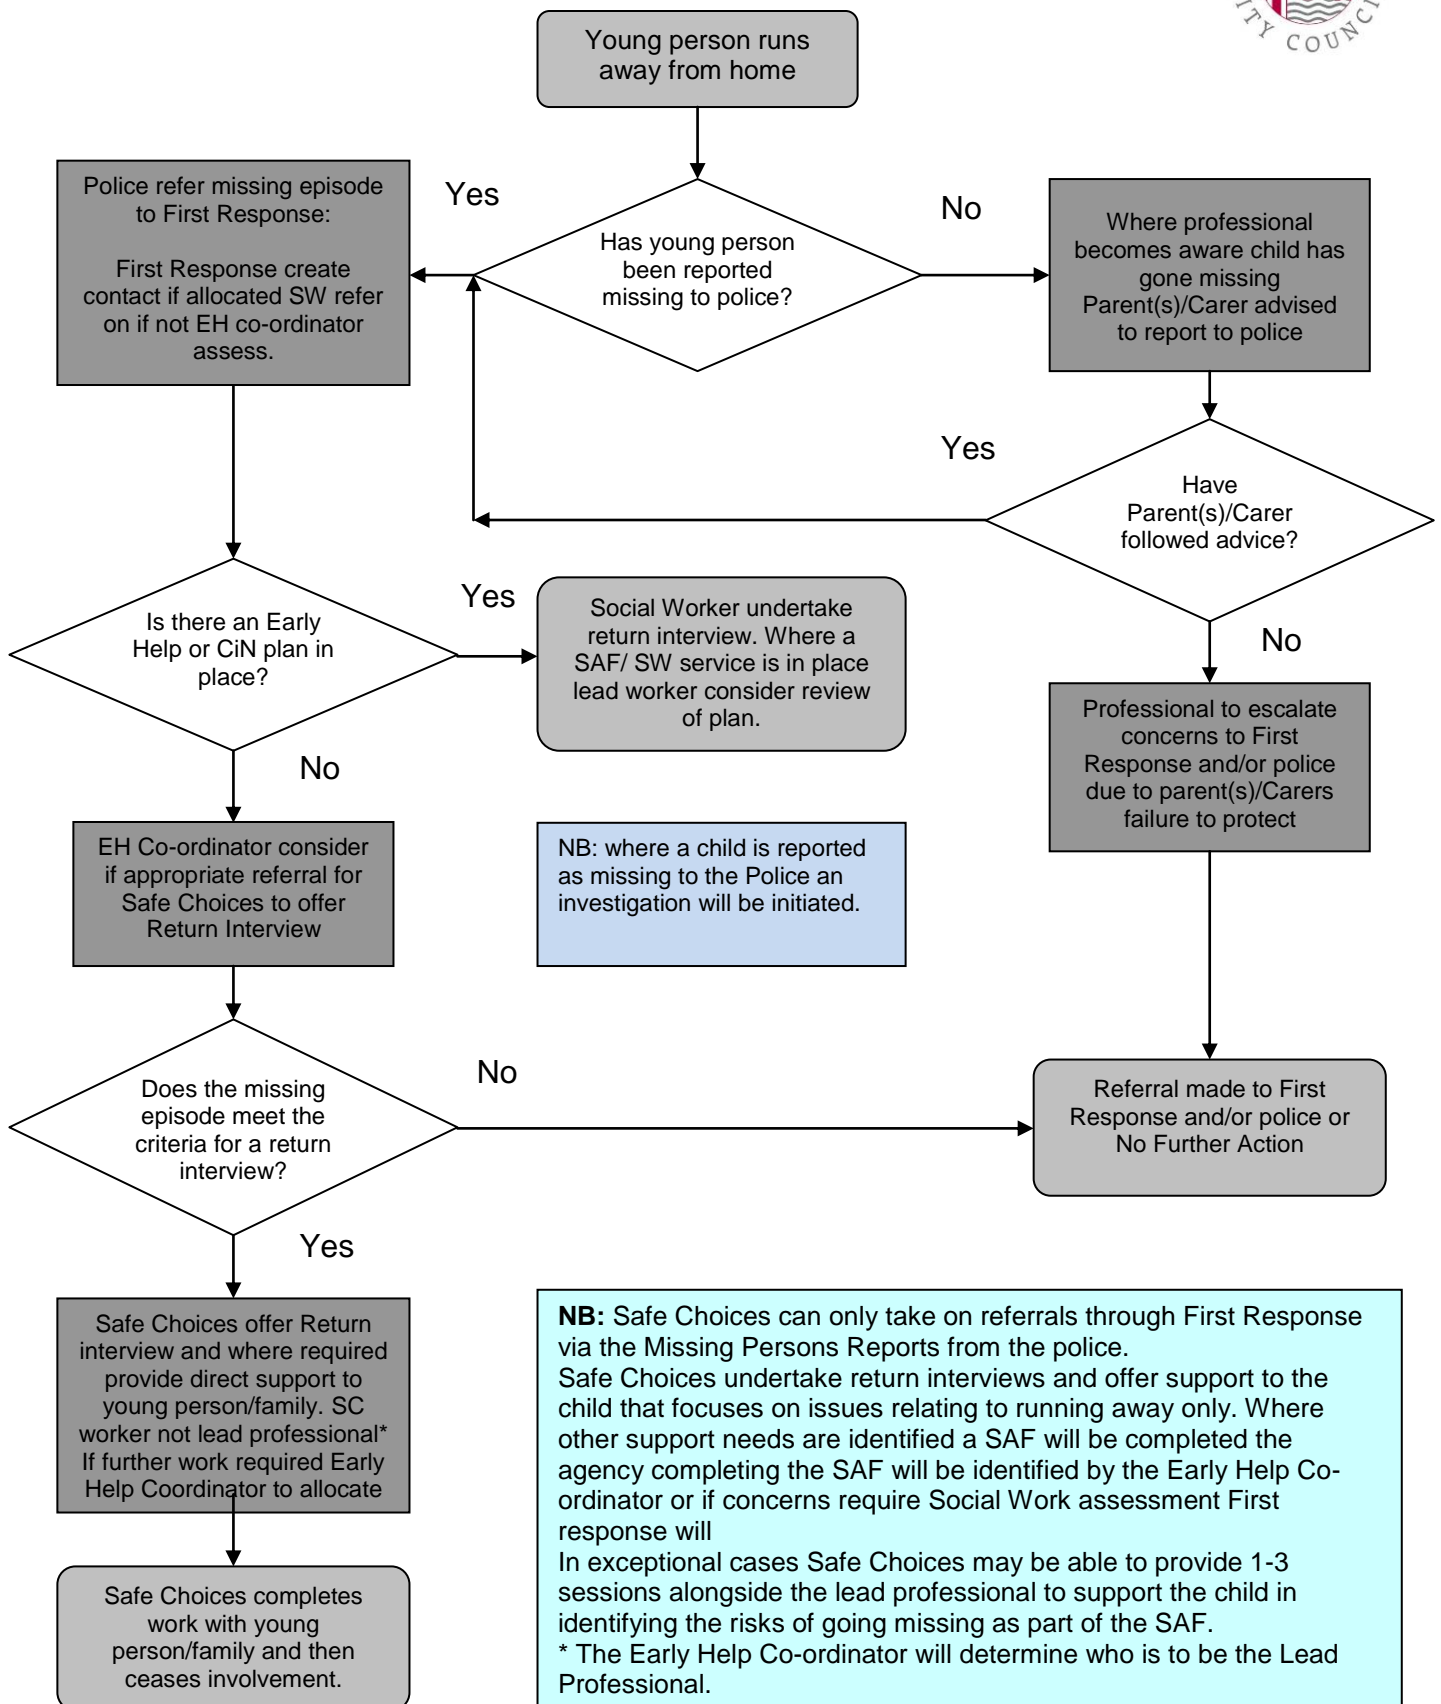 ITY COUNCI
Young person runs
away from home
Police refer missing episode
to First Response:
First Response create
contact if allocated SW refer
on if not EH co-ordinator
assess.
Yes
Has young person
been reported
missing to police?
No
Where professional
becomes aware child has
gone missing
Parent(s)/Carer advised
to report to police
Yes
Have
Parent(s)/Carer
followed advice?
Is there an Early
Help or CiN plan in
place?
Yes
Social Worker undertake
return interview. Where a
SAF/ SW service is in place
lead worker consider review
of plan.
No
Professional to escalate
concerns to First
Response and/or police
due to parent(s)/Carers
failure to protect
No
EH Co-ordinator consider
if appropriate referral for
Safe Choices to offer
Return Interview
NB: where a child is reported
as missing to the Police an
investigation will be initiated.
Does the missing
episode meet the
criteria for a return
interview?
No
Referral made to First
Response and/or police or
No Further Action
Yes
Safe Choices offer Return
interview and where required
provide direct support to
young person/family. SC
worker not lead professional*
If further work required Early
Help Coordinator to allocate
Safe Choices completes
work with young
person/family and then
ceases involvement.
NB: Safe Choices can only take on referrals through First Response
via the Missing Persons Reports from the police.
Safe Choices undertake return interviews and offer support to the
child that focuses on issues relating to running away only. Where
other support needs are identified a SAF will be completed the
agency completing the SAF will be identified by the Early Help Co-
ordinator or if concerns require Social Work assessment First
response will
In exceptional cases Safe Choices may be able to provide 1-3
sessions alongside the lead professional to support the child in
identifying the risks of going missing as part of the SAF.
* The Early Help Co-ordinator will determine who is to be the Lead
Professional.